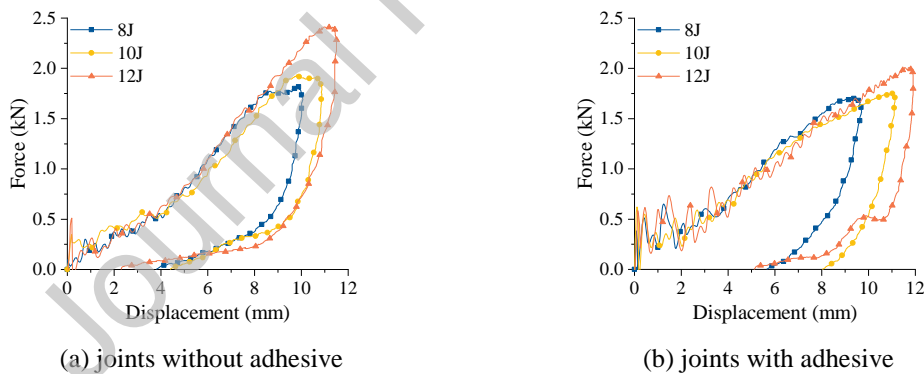 Journal
2.5
2.0
1.5
1.0
0.5
0.0
Force (kN)
8J
10J
12J
0 2 4 6 8 10 12
Displacement (mm)
(a) joints without adhesive
2.5
2.0
1.5
1.0
0.5
0.0
Force (kN)
8J
10J
12J
0 2 4 6 8 10 12
Displacement (mm)
(b) joints with adhesive